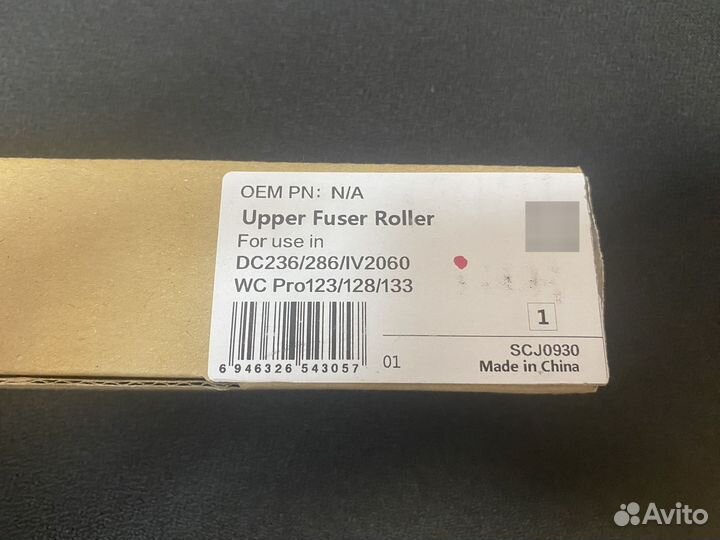 OEM PN: N/A
Upper Fuser Roller
For use in
DC236/286/IV2060
WC Pro123/128/133
1
6 946326 543057
01
SCJ0930
Made in China
Avito